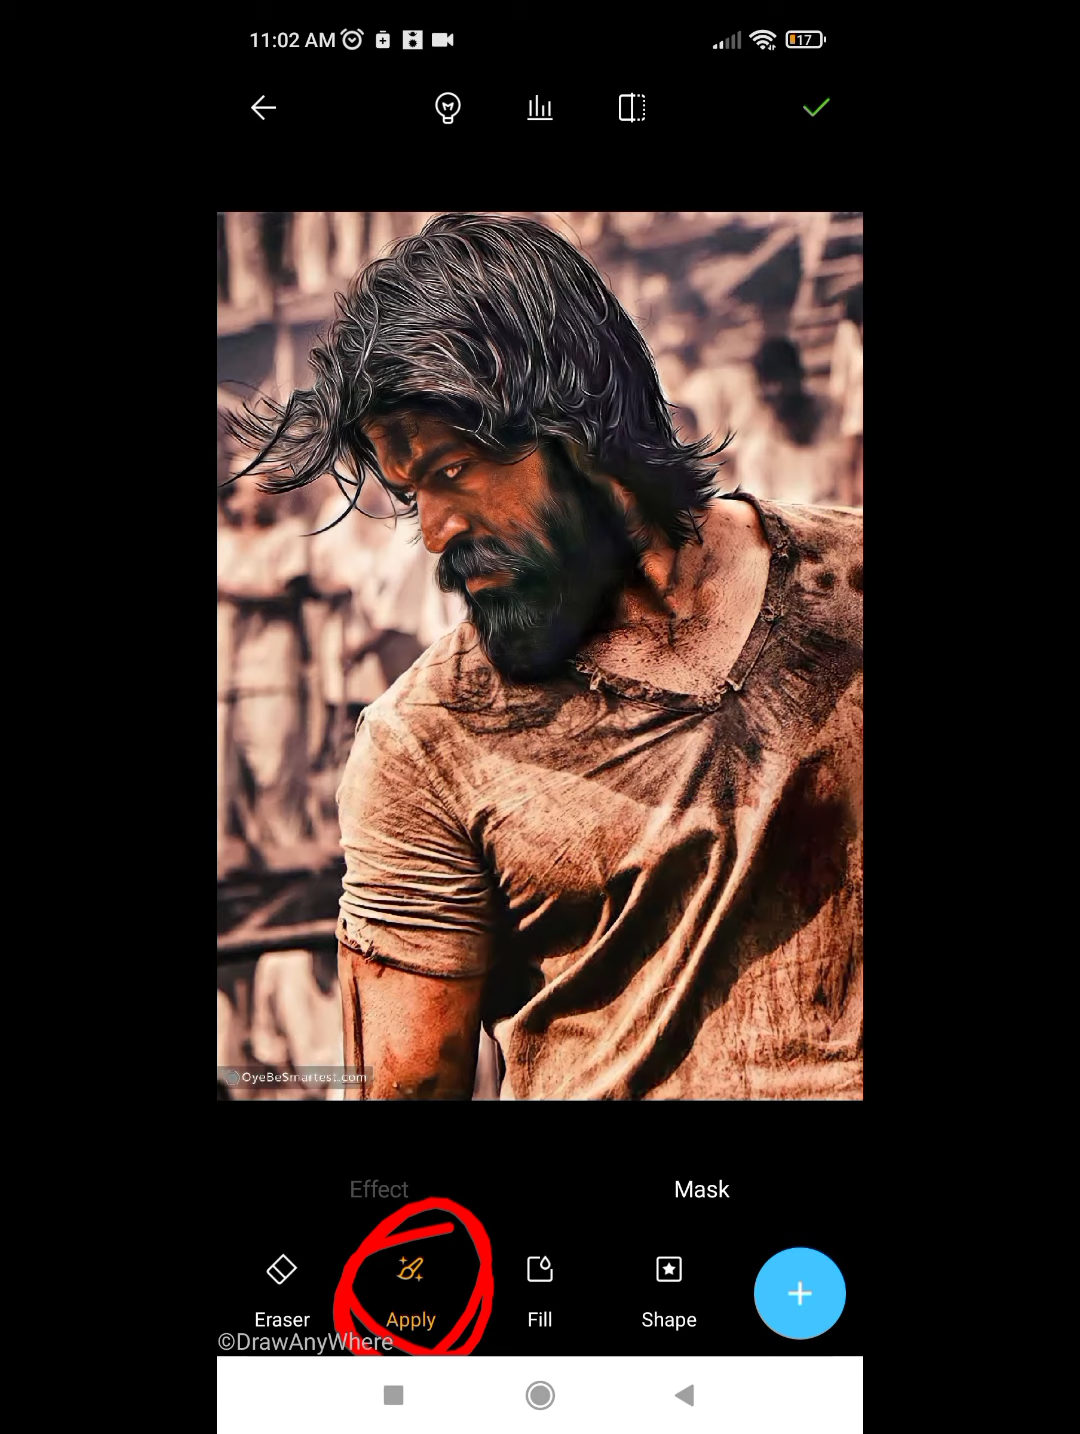 11:02 AM
17
OyeBeSmartest.com
Effect
Mask
Eraser
Apply
Fill
Shape
©DrawAnyWhere